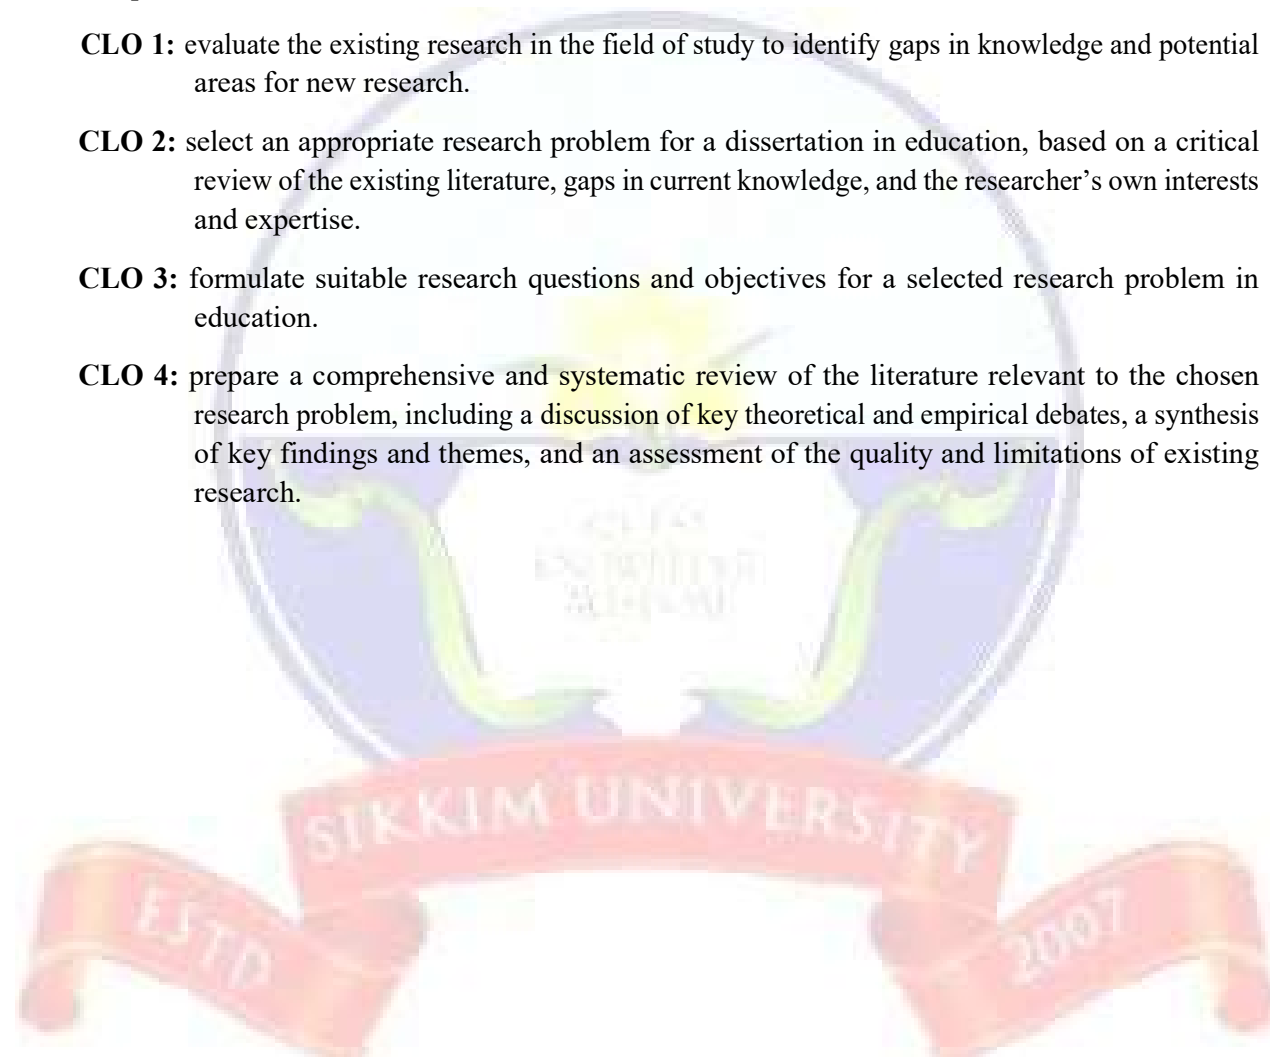 CLO 1: evaluate the existing research in the field of study to identify gaps in knowledge and potential
areas for new research.
CLO 2: select an appropriate research problem for a dissertation in education, based on a critical
review of the existing literature, gaps in current knowledge, and the researcher’s own interests
and expertise.
CLO 3: formulate suitable research questions and objectives for a selected research problem in
education.
CLO 4: prepare a comprehensive and systematic review of the literature relevant to the chosen
research problem, including a discussion of key theoretical and empirical debates, a synthesis
of key findings and themes, and an assessment of the quality and limitations of existing
research.
SIKKIM UNIVERSITY
ESTD
2007